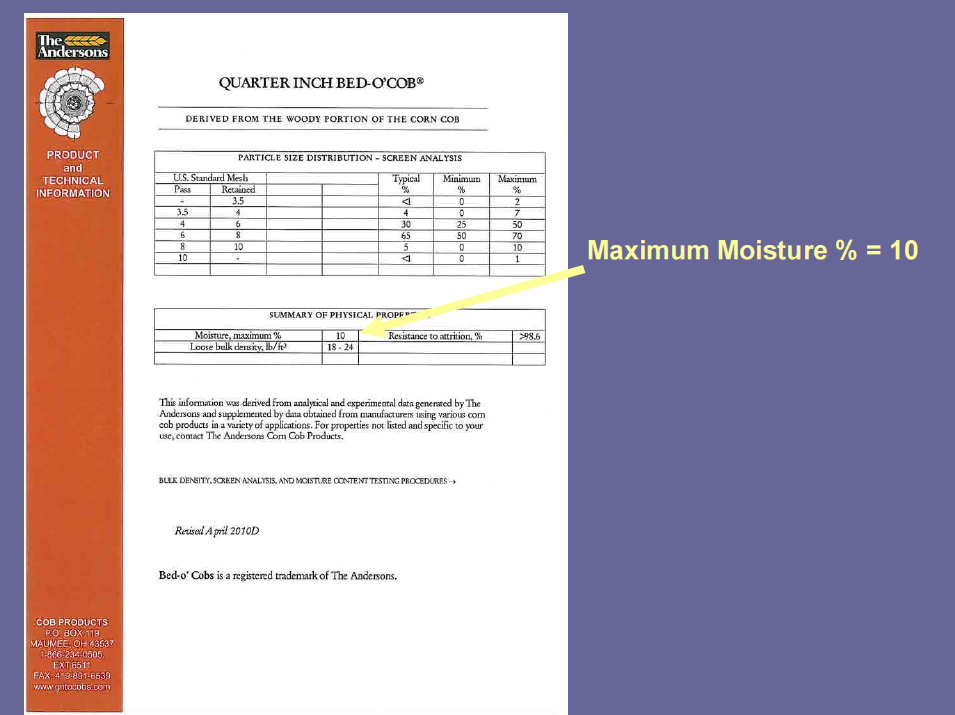 The
Andersons
PRODUCT
and
TECHNICAL
INFORMATION
QUARTER INCH BED-O'COB®
DERIVED FROM THE WOODY PORTION OF THE CORN COB
PARTICLE SIZE DISTRIBUTION - SCREEN ANALYSIS
U.S. Standard Mesh Typical Minimum Maximum
Pass Retained % % %
- 3.5 <1 0 2
3.5 4 4 0 7
4 6 30 25 50
6 8 65 50 70
8 10 5 0 10
10 - <1 0 1
Maximum Moisture % = 10
SUMMARY OF PHYSICAL
Moisture, maximum % 10 Resistance to attrition, % >98.6
Loose bulk density, lb/ft³ 18 - 24
This information was derived from analytical and experimental data generated by The
Andersons and supplemented by data obtained from manufacturers using various corn
cob products in a variety of applications. For properties not listed and specific to your
use, contact The Andersons Corn Cob Products.
BULK DENSITY, SCREEN ANALYSIS, AND MOISTURE CONTENT TESTING PROCEDURES →
Revised April 2010D
Bed-o' Cobs is a registered trademark of The Andersons.
COB PRODUCTS
P.O. BOX 119
MAUMEE, OH 43537
1-866-234-0505
EXT 6511
FAX: 419-891-6539
www.gritocobs.com